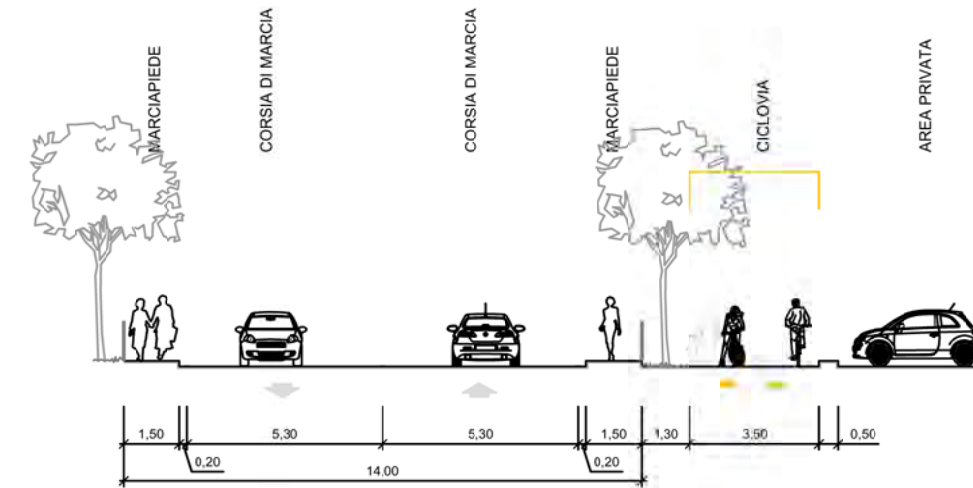 MARCIAPIEDE
CORSIA DI MARCIA
CORSIA DI MARCIA
MARCIAPIEDE
CICLOVIA
AREA PRIVATA
1,50
5,30
5,30
1,50
1,30
3,50
0,50
0,20
0,20
14,00